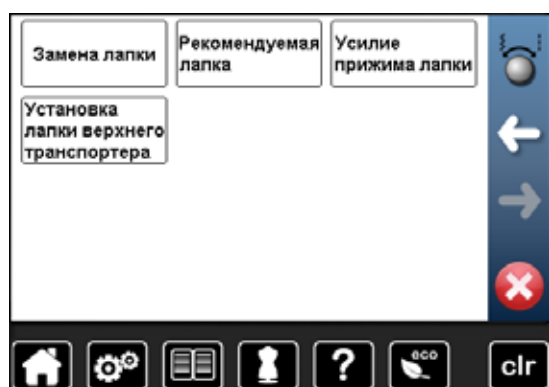 Замена лапки
Рекомендуемая
лапка
Усилие
прижима лапки
Установка
лапки верхнего
транспортера
?
eco
clr